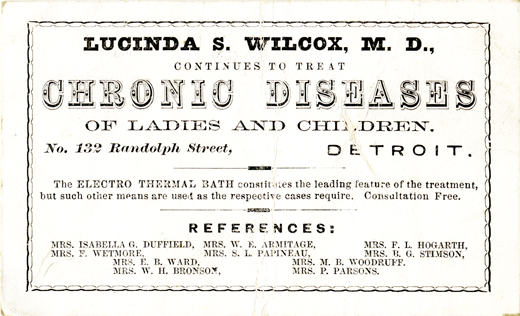 LUCINDA S. WILCOX, M. D.,
CONTINUES TO TREAT
CHRONIC DISEASES
OF LADIES AND CHILDREN.
No. 132 Randolph Street, DETROIT.
The ELECTRO THERMAL BATH constitutes the leading feature of the treatment,
but such other means are used as the respective cases require. Consultation Free.
REFERENCES:
MRS. ISABELLA G. DUFFIELD, MRS. W. E. ARMITAGE, MRS. F. L. HOGARTH,
MRS. F. WETMORE, MRS. S. L. PAPINEAU, MRS. B. G. STIMSON,
MRS. E. B. WARD, MRS. M. B. WOODRUFF.
MRS. W. H. BRONSON, MRS. P. PARSONS.